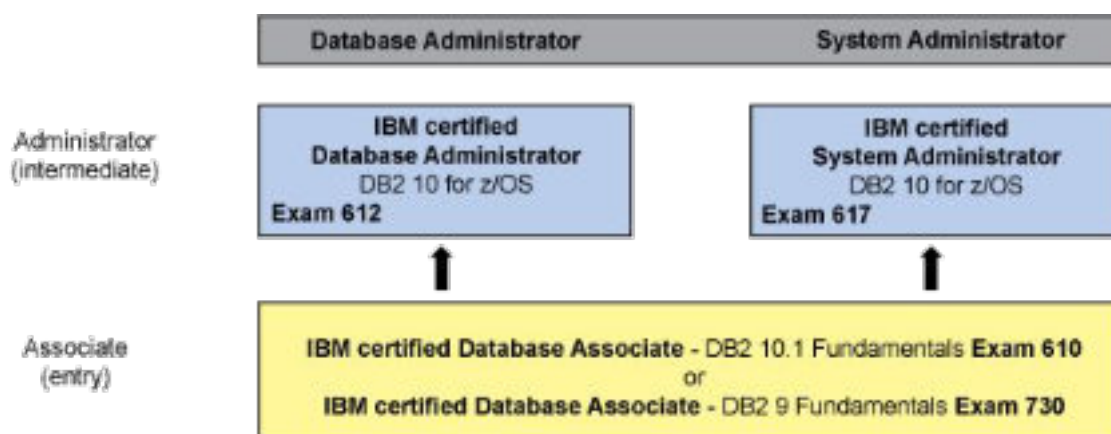 Database Administrator
System Administrator
Administrator
(intermediate)
IBM certified
Database Administrator
DB2 10 for z/OS
Exam 612
IBM certified
System Administrator
DB2 10 for z/OS
Exam 617
Associate
(entry)
IBM certified Database Associate - DB2 10.1 Fundamentals Exam 610
or
IBM certified Database Associate - DB2 9 Fundamentals Exam 730